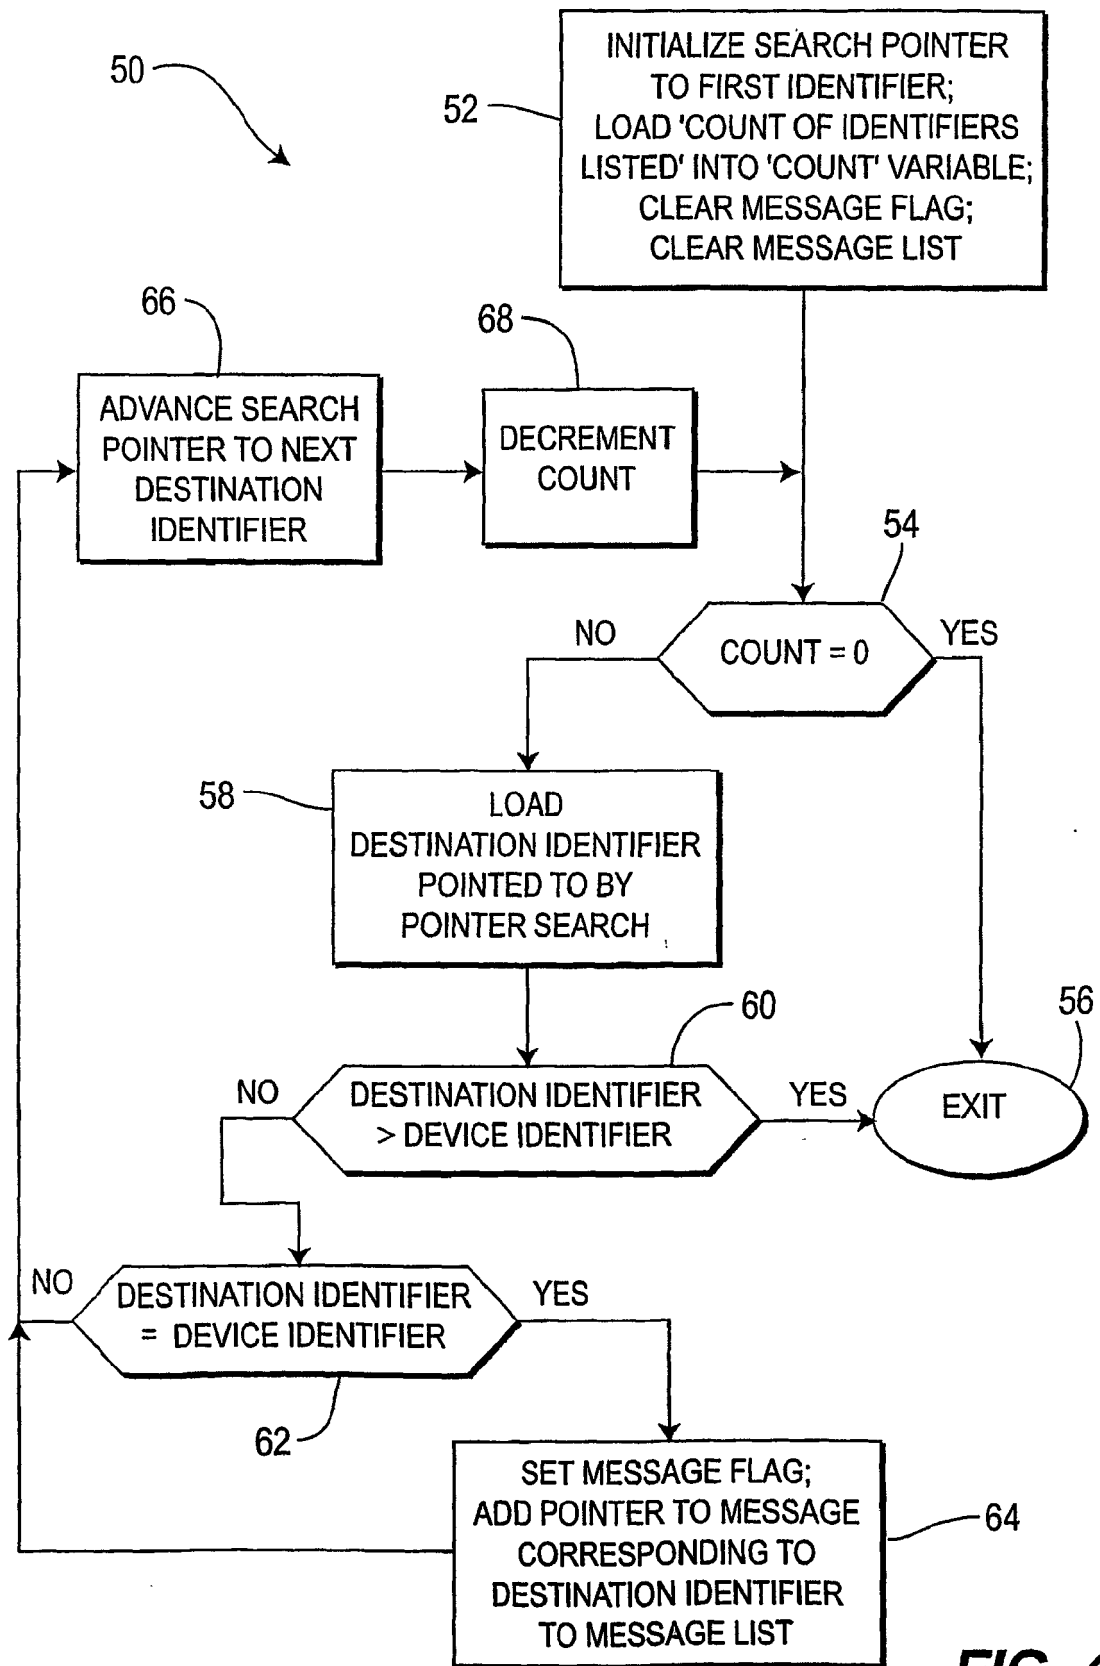 50
52
INITIALIZE SEARCH POINTER
TO FIRST IDENTIFIER;
LOAD 'COUNT OF IDENTIFIERS
LISTED' INTO 'COUNT' VARIABLE;
CLEAR MESSAGE FLAG;
CLEAR MESSAGE LIST
66
ADVANCE SEARCH
POINTER TO NEXT
DESTINATION
IDENTIFIER
68
DECREMENT
COUNT
54
NO
COUNT = 0
YES
58
LOAD
DESTINATION IDENTIFIER
POINTED TO BY
POINTER SEARCH
60
NO
DESTINATION IDENTIFIER
> DEVICE IDENTIFIER
YES
56
EXIT
NO
DESTINATION IDENTIFIER
= DEVICE IDENTIFIER
YES
62
SET MESSAGE FLAG;
ADD POINTER TO MESSAGE
CORRESPONDING TO
DESTINATION IDENTIFIER
TO MESSAGE LIST
64
FIG.